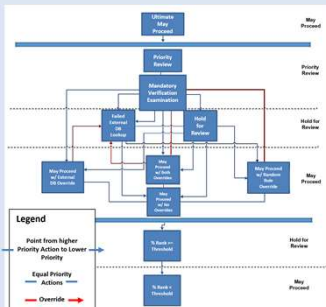 Ultimate
May
Proceed
May
Proceed
Priority
Review
Priority
Review
Mandatory
Verification
Examination
Failed
External
DB
Lookup
Hold
for
Review
Hold for
Review
May Proceed
w/ External
DB Override
May
Proceed
w/ Both
Overrides
May Proceed
w/ Random
Override
May
Proceed
w/ No
Overrides
May
Proceed
Legend
Point from higher
Priority Action to Lower
Priority
Equal Priority
Actions
Override
% Rank >=
Threshold
Hold for
Review
% Rank <
Threshold
May
Proceed